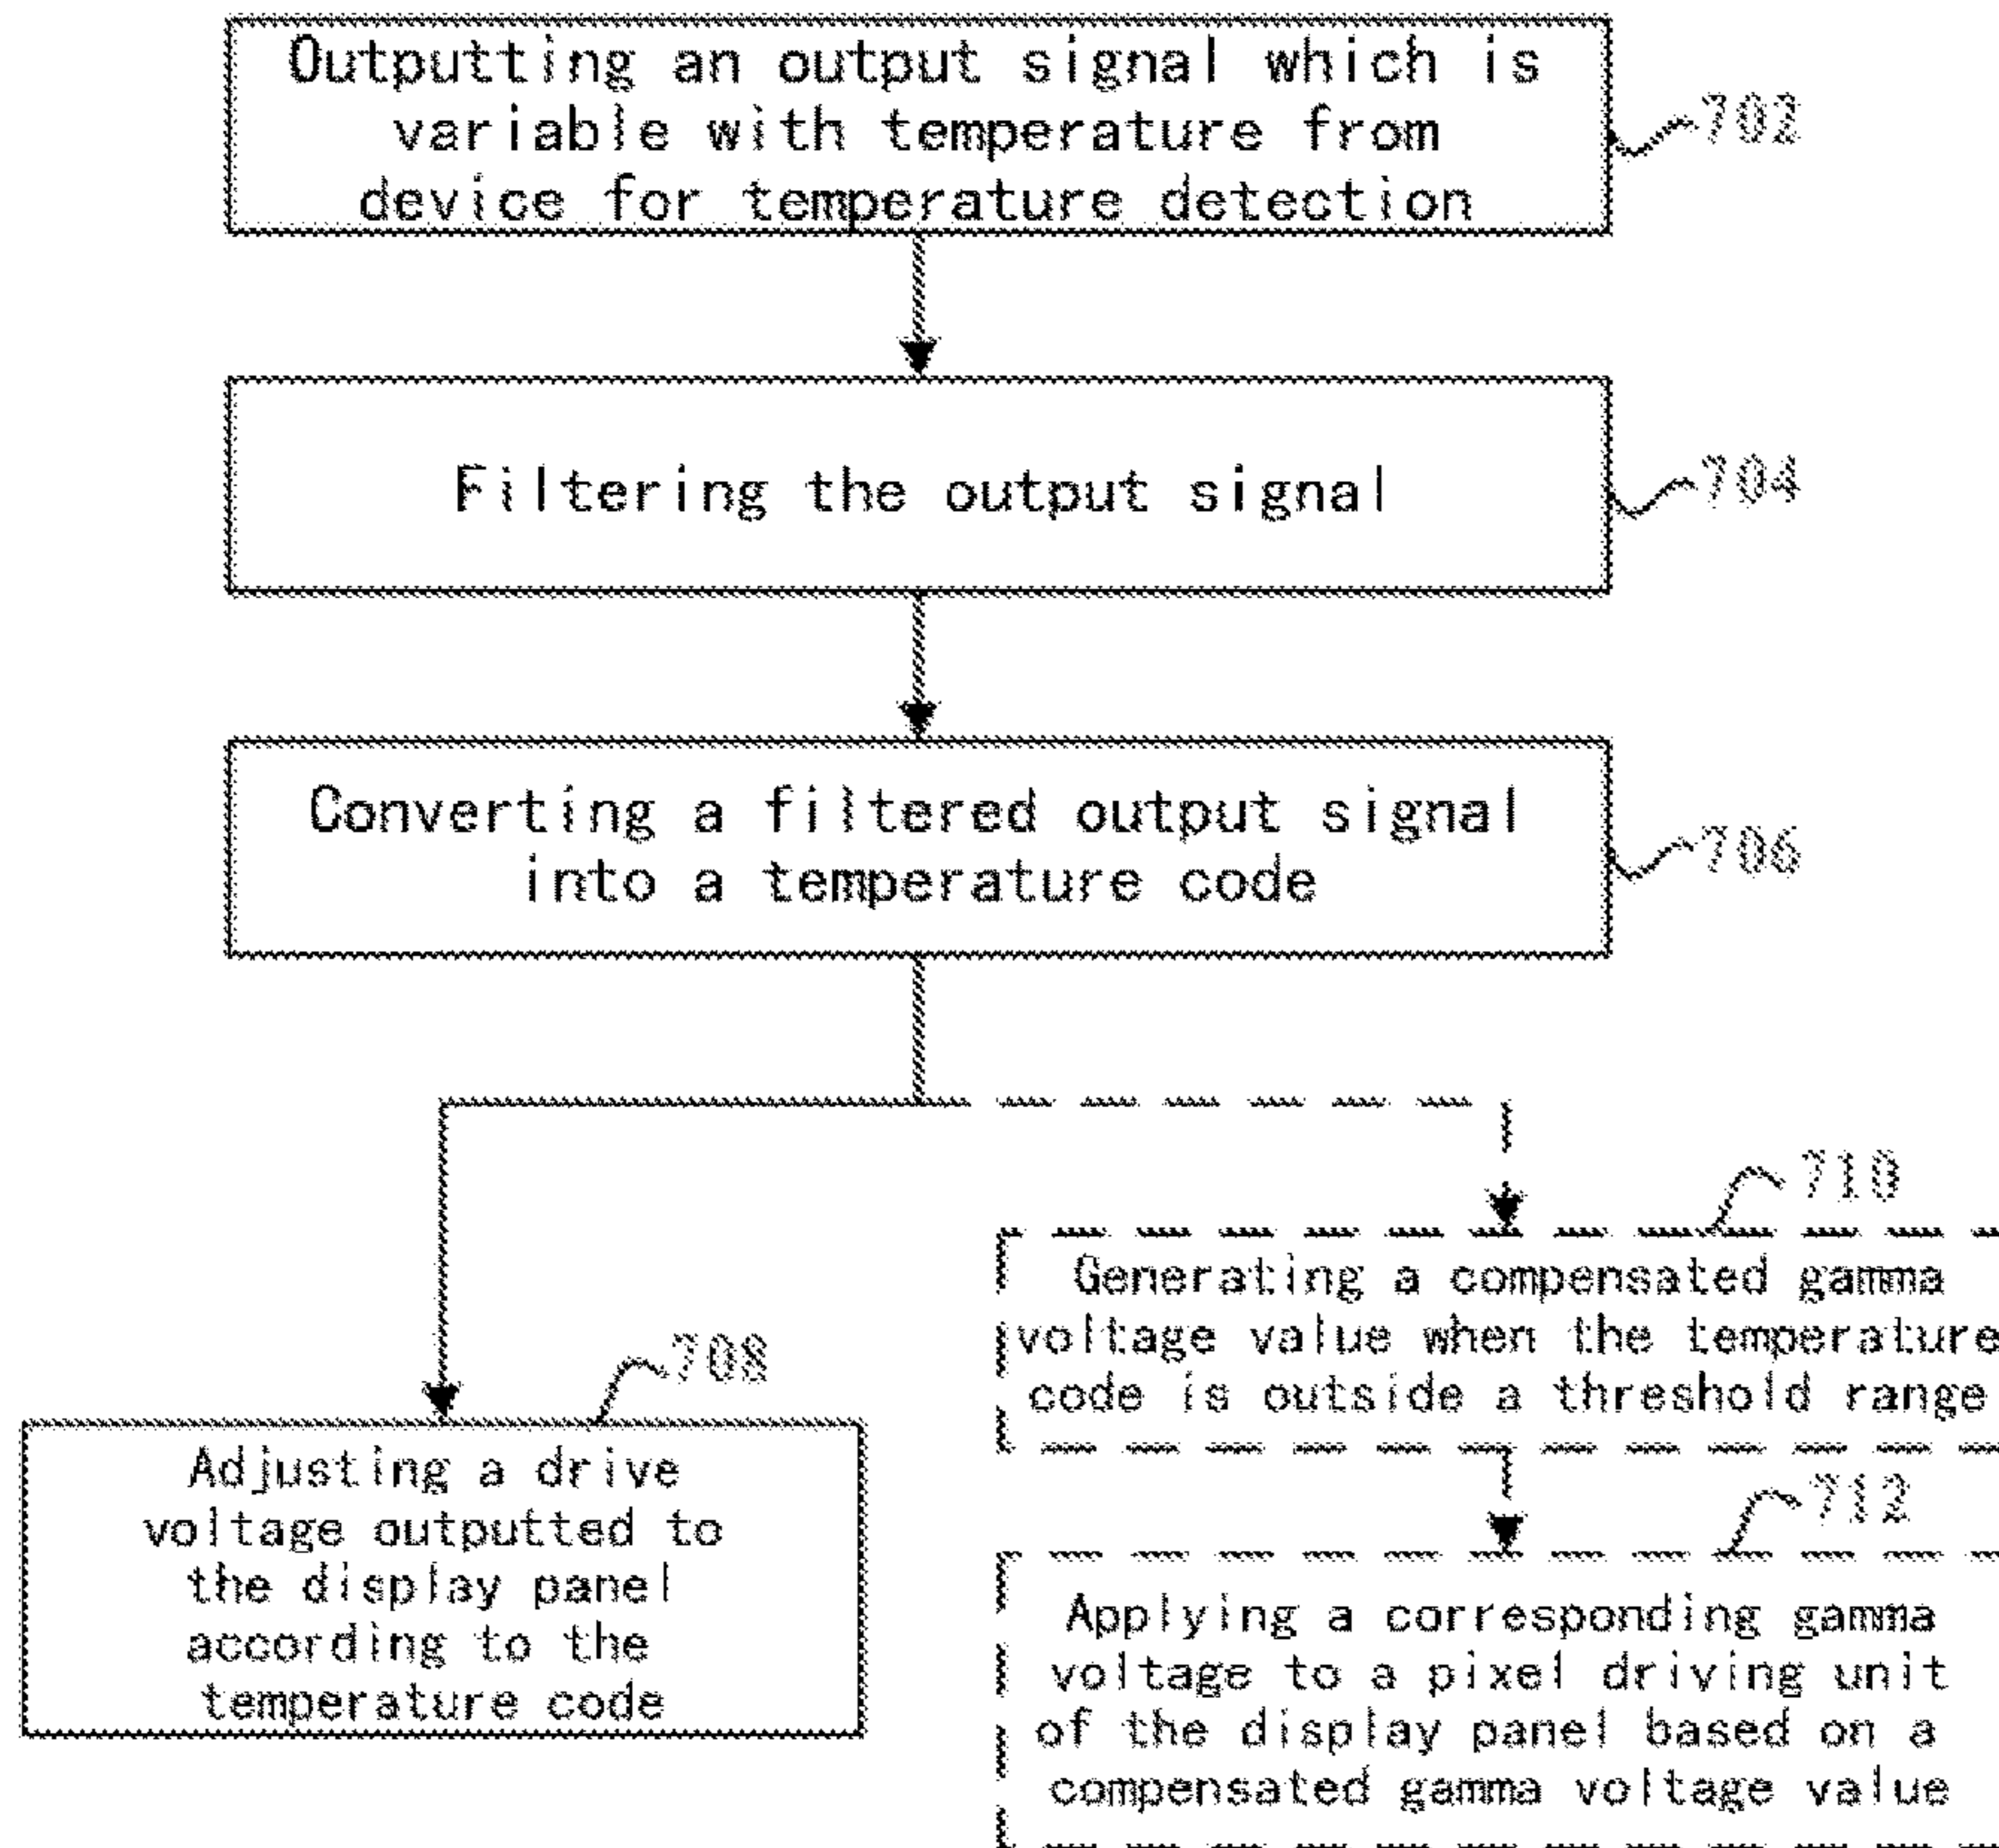 Outputting an output signal which is
variable with temperature from
device for temperature detection
702
Filtering the output signal
704
Converting a filtered output signal
into a temperature code
706
710
Generating a compensated gamma
voltage value when the temperature
code is outside a threshold range
708
Adjusting a drive
voltage outputted to
the display panel
according to the
temperature code
712
Applying a corresponding gamma
voltage to a pixel driving unit
of the display panel based on a
compensated gamma voltage value